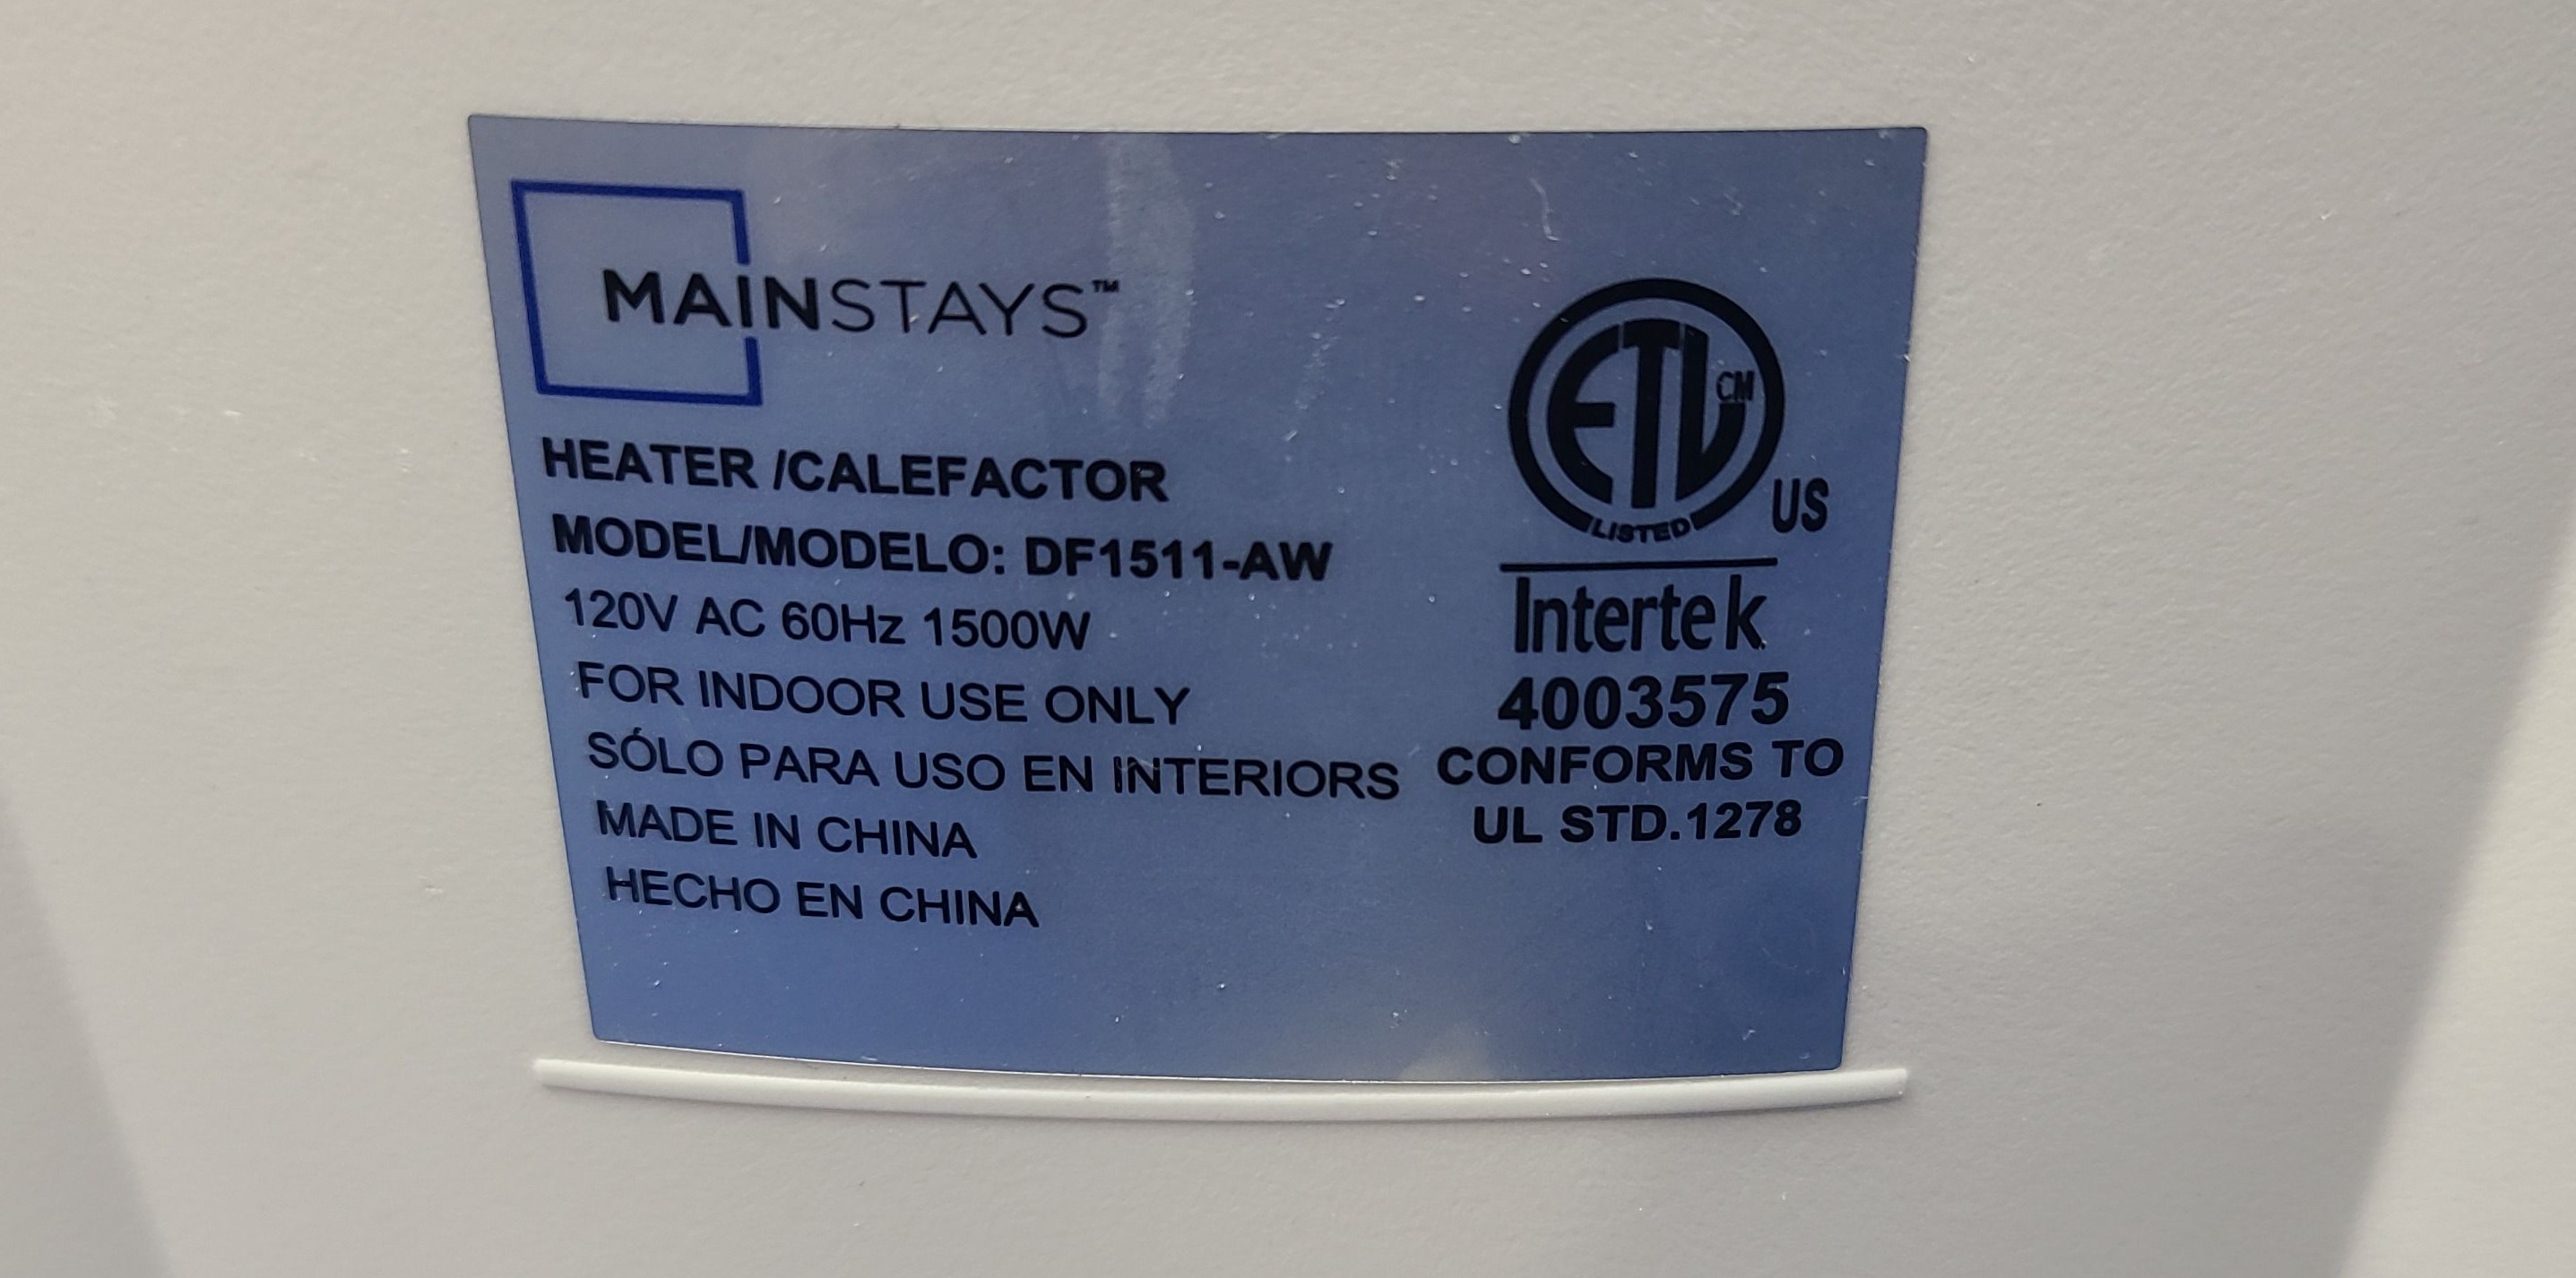 MAINSTAYS™
HEATER /CALEFACTOR
MODEL/MODELO: DF1511-AW
120V AC 60Hz 1500W
FOR INDOOR USE ONLY
SÓLO PARA USO EN INTERIORS
MADE IN CHINA
HECHO EN CHINA
ETL CM
LISTED
US
Intertek
4003575
CONFORMS TO
UL STD.1278